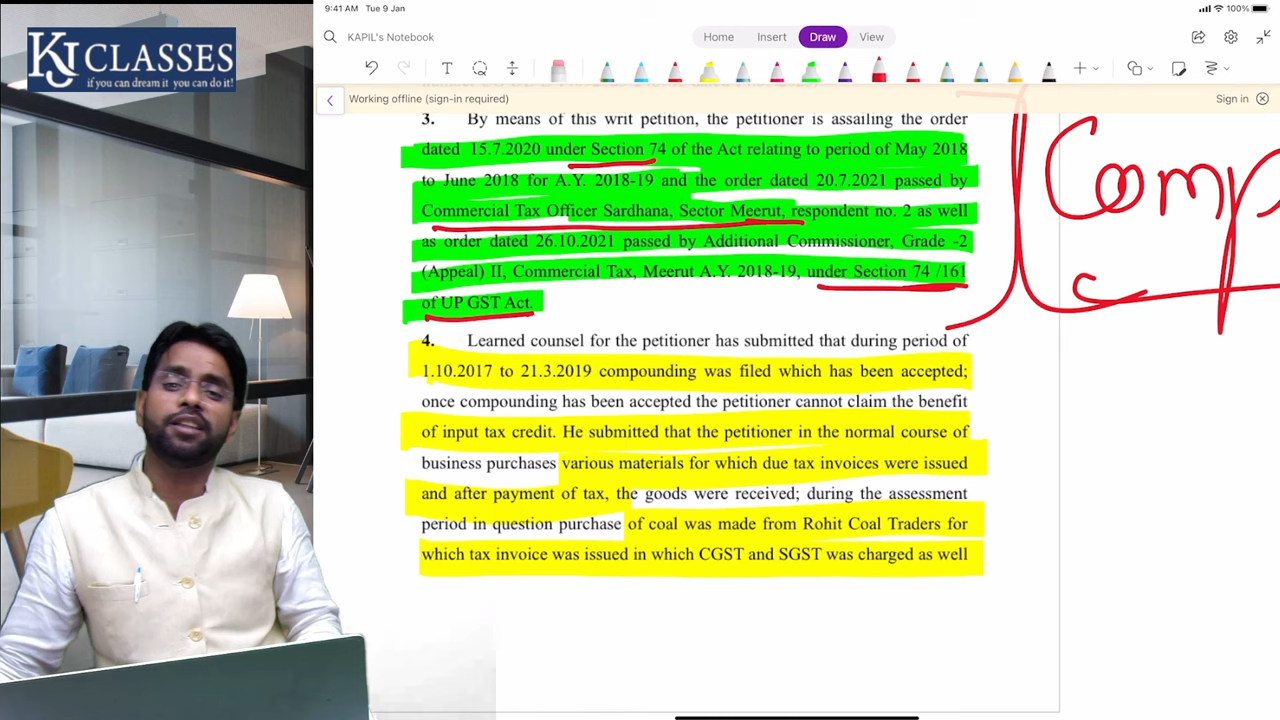 KJ CLASSES
if you can dream it you can do it!
9:41 AM Tue 9 Jan
100%
KAPIL's Notebook
Home Insert Draw View
Working offline (sign-in required)
Sign in
3. By means of this writ petition, the petitioner is assailing the order
dated 15.7.2020 under Section 74 of the Act relating to period of May 2018
to June 2018 for A.Y. 2018-19 and the order dated 20.7.2021 passed by
Commercial Tax Officer Sardhana, Sector Meerut, respondent no. 2 as well
as order dated 26.10.2021 passed by Additional Commissioner, Grade -2
(Appeal) II, Commercial Tax, Meerut A.Y. 2018-19, under Section 74 /161
of UP GST Act.
4. Learned counsel for the petitioner has submitted that during period of
1.10.2017 to 21.3.2019 compounding was filed which has been accepted;
once compounding has been accepted the petitioner cannot claim the benefit
of input tax credit. He submitted that the petitioner in the normal course of
business purchases various materials for which due tax invoices were issued
and after payment of tax, the goods were received; during the assessment
period in question purchase of coal was made from Rohit Coal Traders for
which tax invoice was issued in which CGST and SGST was charged as well
Comp